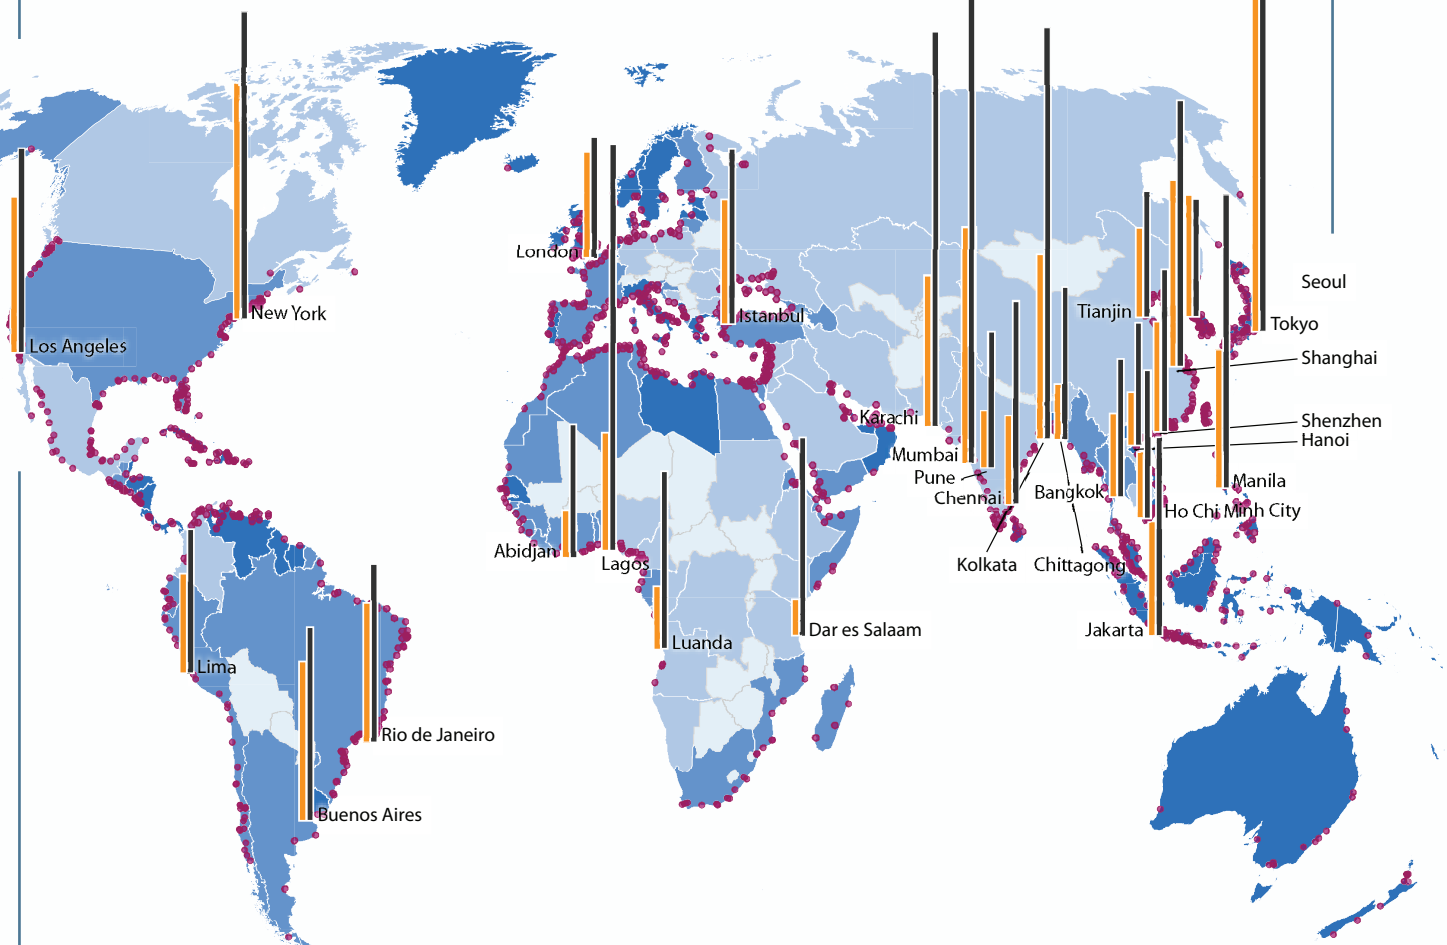 London
New York
Istanbul
Los Angeles
Seoul
Tianjin
Tokyo
Shanghai
Karachi
Shenzhen
Hanoi
Mumbai
Pune
Manila
Chennai
Bangkok
Ho Chi Minh City
Abidjan
Lagos
Kolkata
Chittagong
Dar es Salaam
Jakarta
Luanda
Lima
Rio de Janeiro
Buenos Aires